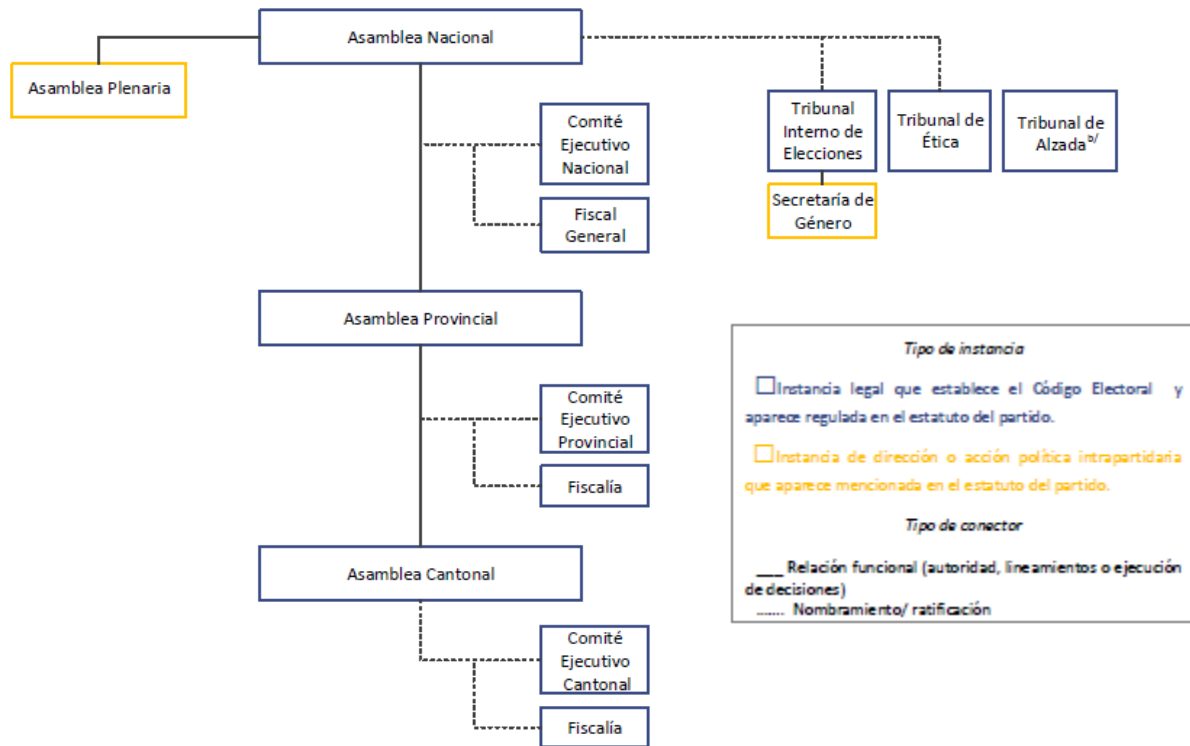 Asamblea Nacional
Asamblea Plenaria
Comité
Ejecutivo
Nacional
Fiscal
General
Tribunal
Interno de
Elecciones
Tribunal de
Ética
Tribunal de
Alzada b/
Secretaría de
Género
Asamblea Provincial
Comité
Ejecutivo
Provincial
Fiscalía
Asamblea Cantonal
Comité
Ejecutivo
Cantonal
Fiscalía
Tipo de instancia
□Instancia legal que establece el Código Electoral y
aparece regulada en el estatuto del partido.
□Instancia de dirección o acción política intrapartidaria
que aparece mencionada en el estatuto del partido.
Tipo de conector
___ Relación funcional (autoridad, lineamientos o ejecución
de decisiones)
....... Nombramiento/ ratificación